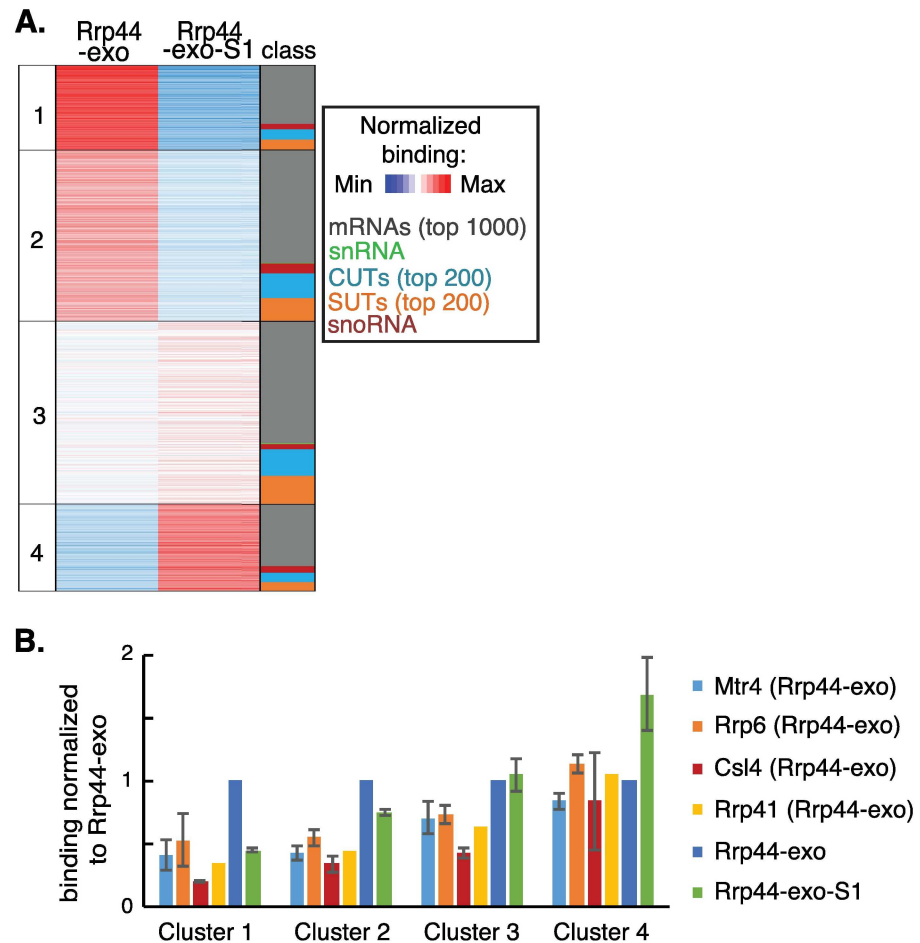 A.
Rrp44
-exo
Rrp44
-exo-S1
class
1
2
3
4
Normalized
binding:
Min Max
mRNAs (top 1000)
snRNA
CUTs (top 200)
SUTs (top 200)
snoRNA
B.
binding normalized
to Rrp44-exo
2
1
0
Cluster 1 Cluster 2 Cluster 3 Cluster 4
Mtr4 (Rrp44-exo)
Rrp6 (Rrp44-exo)
Csl4 (Rrp44-exo)
Rrp41 (Rrp44-exo)
Rrp44-exo
Rrp44-exo-S1